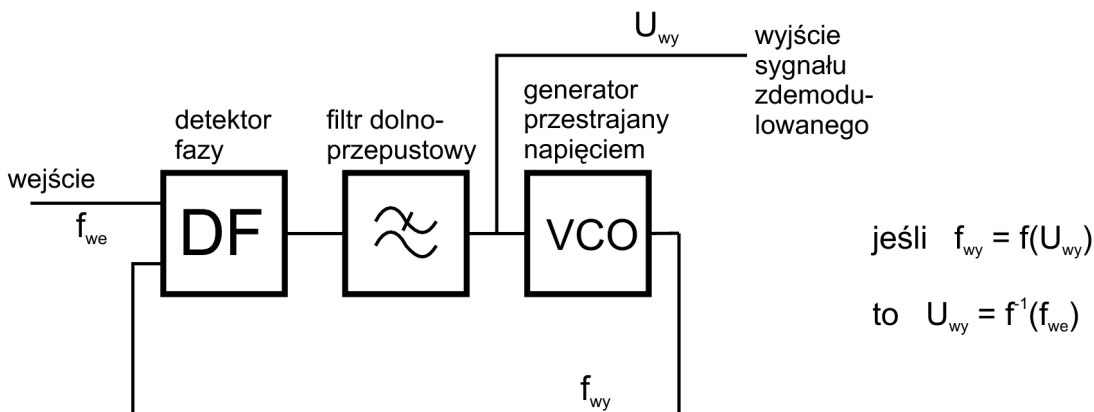 U_wy
wyjście
sygnału
zdemodu-
lowanego
detektor
fazy
filtr dolno-
przepustowy
generator
przestrajany
napięciem
wejście
f_we
DF
VCO
jeśli f_wy = f(U_wy)
to U_wy = f⁻¹(f_we)
f_wy